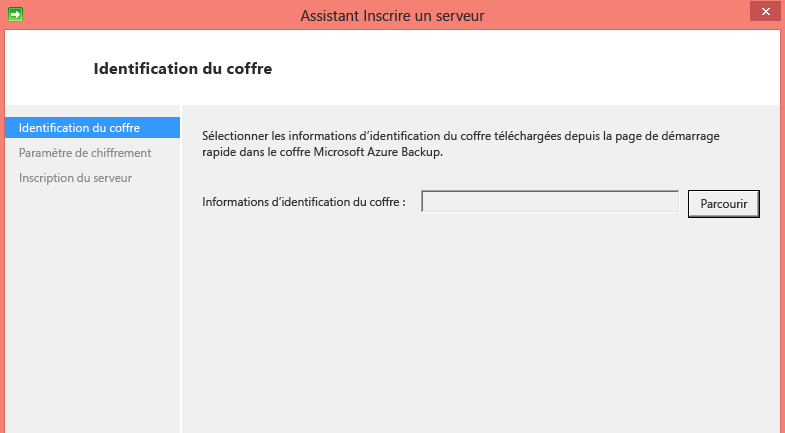 Assistant Inscrire un serveur
Identification du coffre
Identification du coffre
Paramètre de chiffrement
Inscription du serveur
Sélectionner les informations d’identification du coffre téléchargées depuis la page de démarrage
rapide dans le coffre Microsoft Azure Backup.
Informations d’identification du coffre :
Parcourir